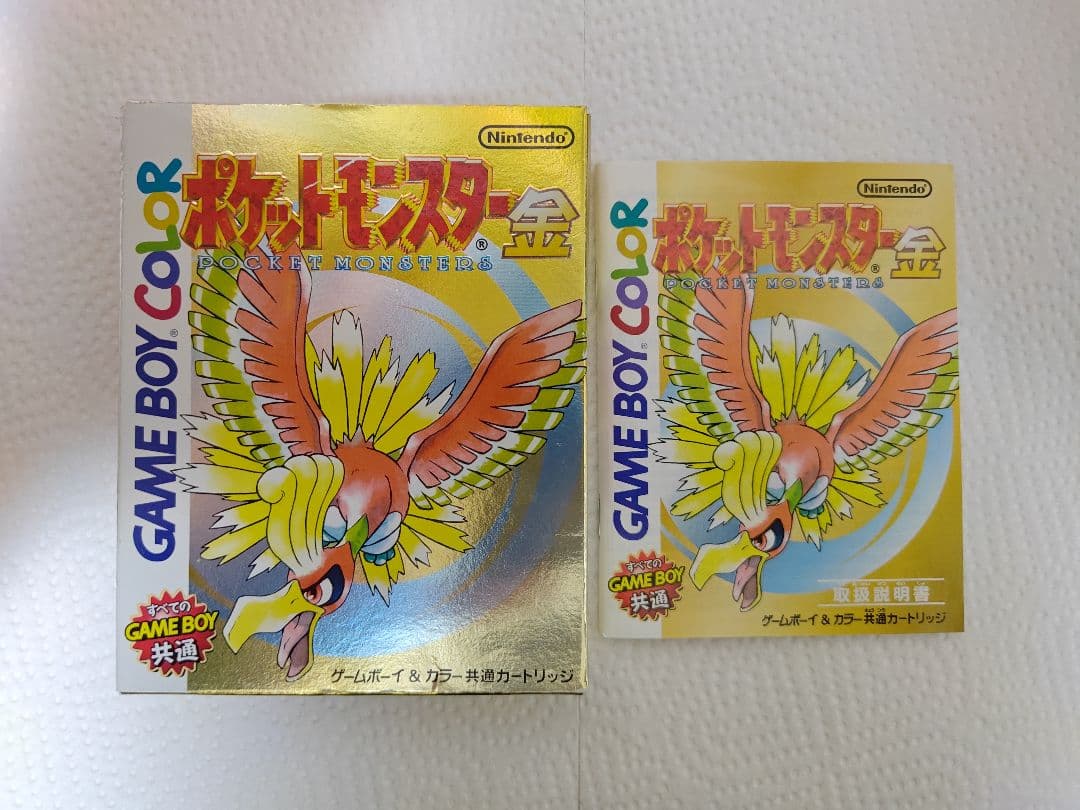 Nintendo®
ポケットモンスター®金
POCKET MONSTERS
GAME BOY® COLOR
すべての
GAME BOY
共通
ゲームボーイ & カラー共通カートリッジ
Nintendo®
ポケットモンスター®金
POCKET MONSTERS
GAME BOY® COLOR
すべての
GAME BOY
共通
取扱説明書
ゲームボーイ & カラー共通カートリッジ